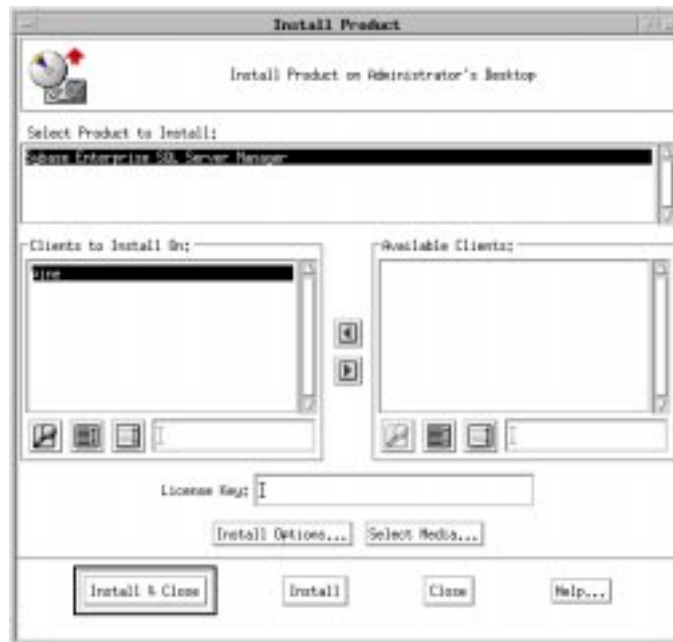 Install Product
Install Product on Administrator's Desktop
Select Product to Install:
Sybase Enterprise SQL Server Manager
Clients to Install On:
Available Clients:
License Key:
Install Options...
Select Media...
Install & Close
Install
Close
Help...